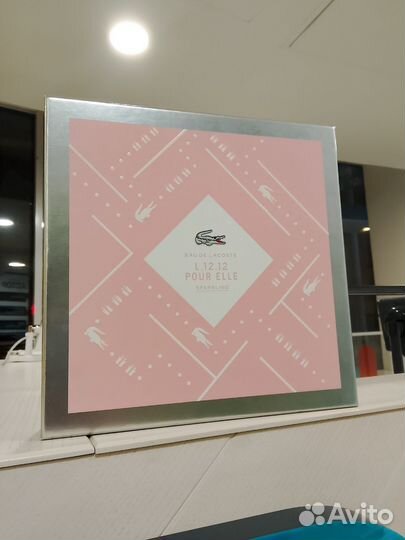 EAU DE LACOSTE
L.12.12
POUR ELLE
SPARKLING
Avito